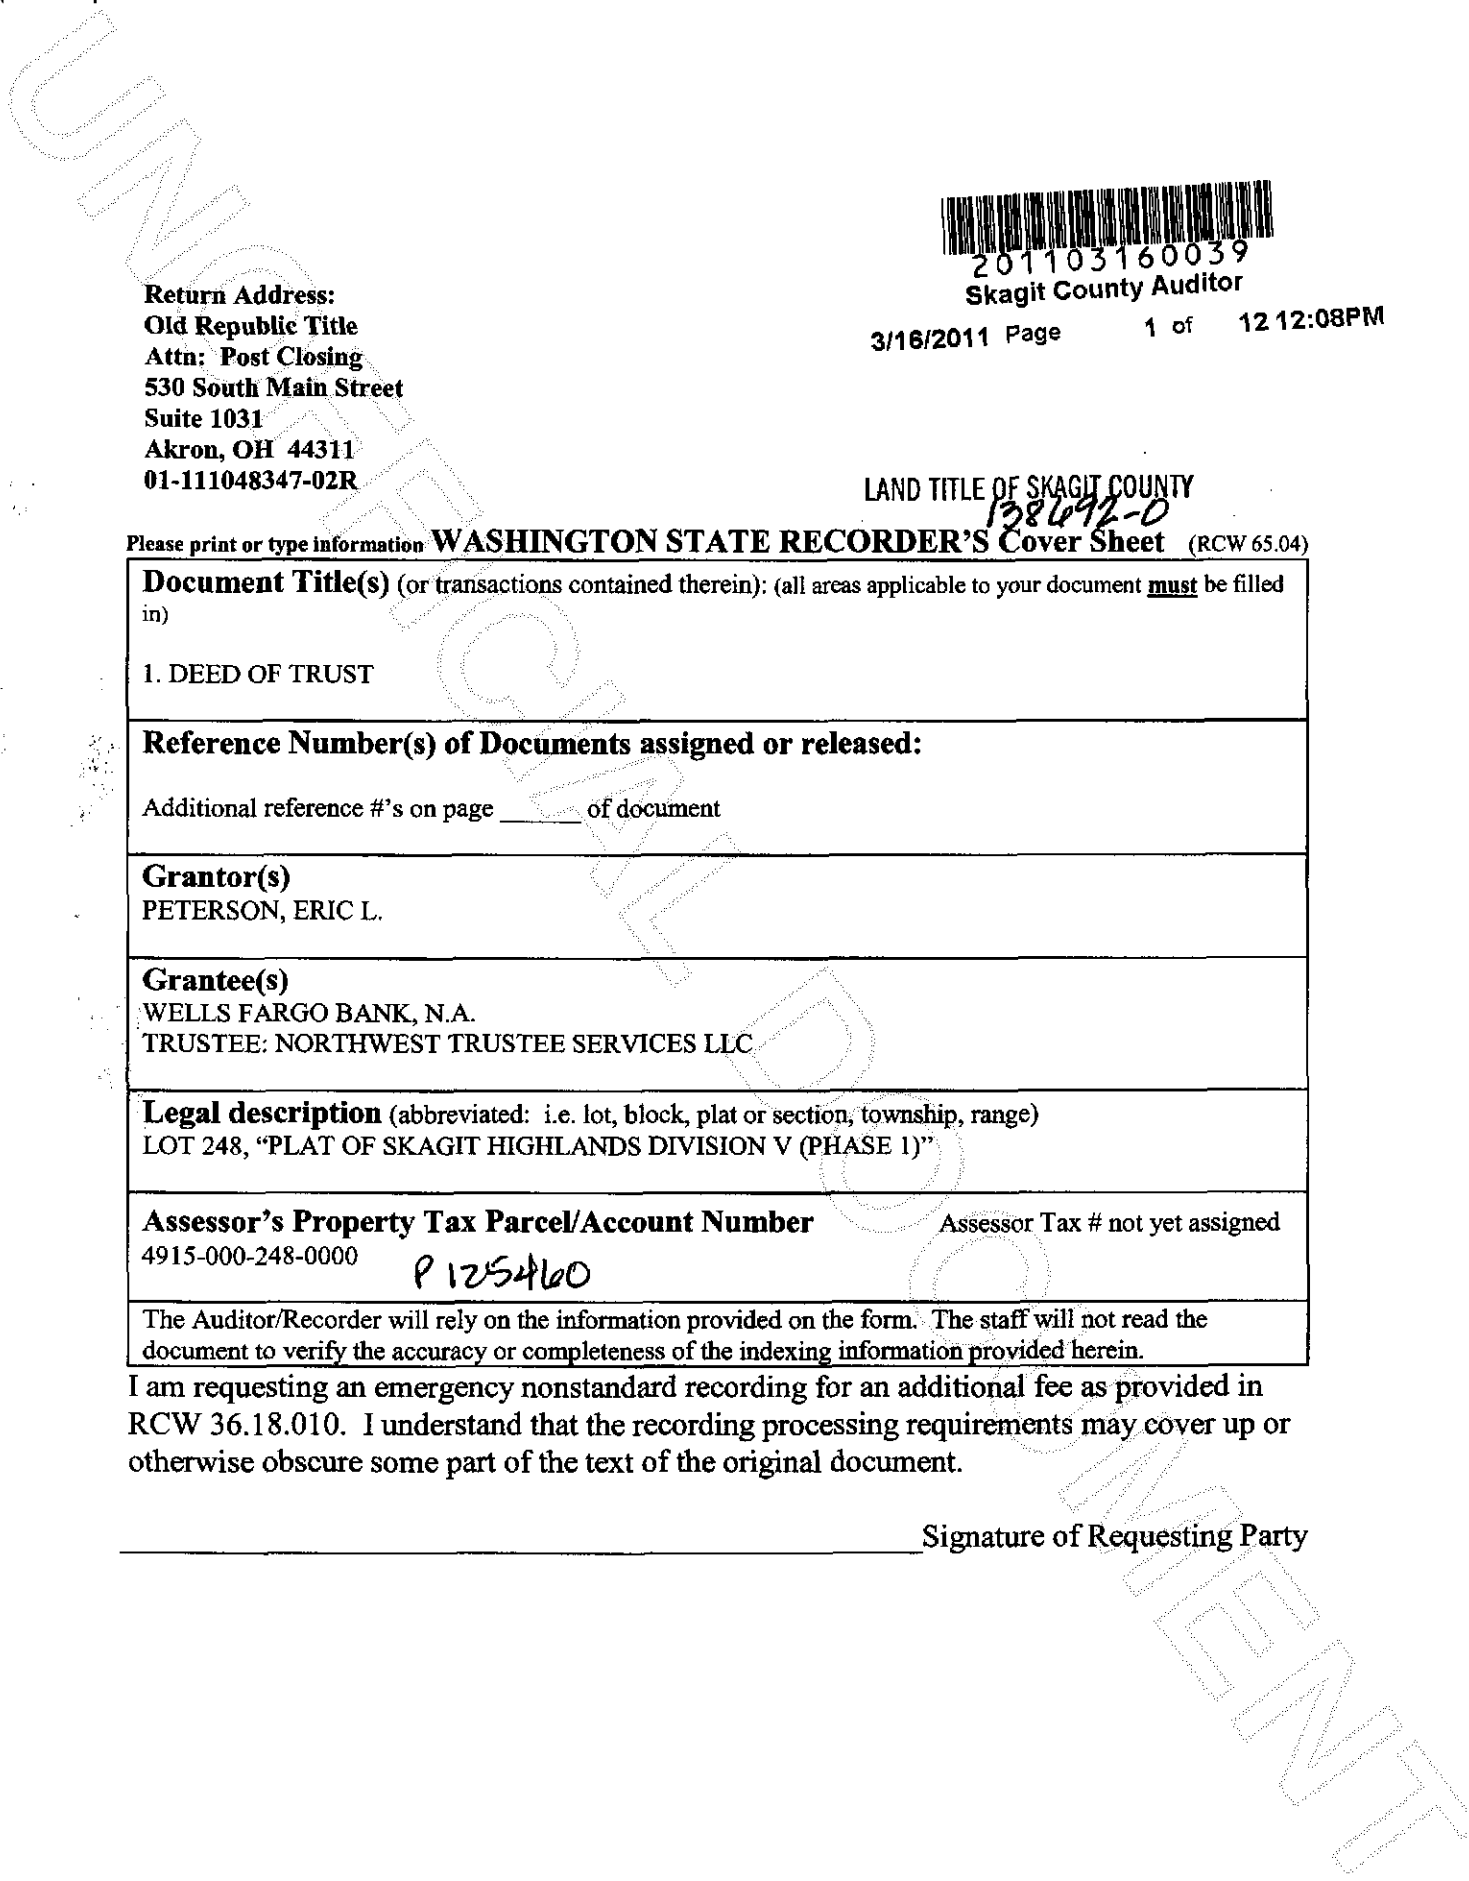 201103160039
Skagit County Auditor
3/16/2011 Page 1 of 12 12:08PM
Return Address:
Old Republic Title
Attn: Post Closing
530 South Main Street
Suite 1031
Akron, OH 44311
01-111048347-02R
LAND TITLE OF SKAGIT COUNTY
138692-O
Please print or type information WASHINGTON STATE RECORDER'S Cover Sheet (RCW 65.04)
Document Title(s) (or transactions contained therein): (all areas applicable to your document must be filled
in)
1. DEED OF TRUST
Reference Number(s) of Documents assigned or released:
Additional reference #'s on page ______ of document
Grantor(s)
PETERSON, ERIC L.
Grantee(s)
WELLS FARGO BANK, N.A.
TRUSTEE: NORTHWEST TRUSTEE SERVICES LLC
Legal description (abbreviated: i.e. lot, block, plat or section, township, range)
LOT 248, “PLAT OF SKAGIT HIGHLANDS DIVISION V (PHASE 1)”
Assessor's Property Tax Parcel/Account Number Assessor Tax # not yet assigned
4915-000-248-0000 P125460
The Auditor/Recorder will rely on the information provided on the form. The staff will not read the
document to verify the accuracy or completeness of the indexing information provided herein.
I am requesting an emergency nonstandard recording for an additional fee as provided in
RCW 36.18.010. I understand that the recording processing requirements may cover up or
otherwise obscure some part of the text of the original document.
Signature of Requesting Party
UNOFFICIAL DOCUMENT